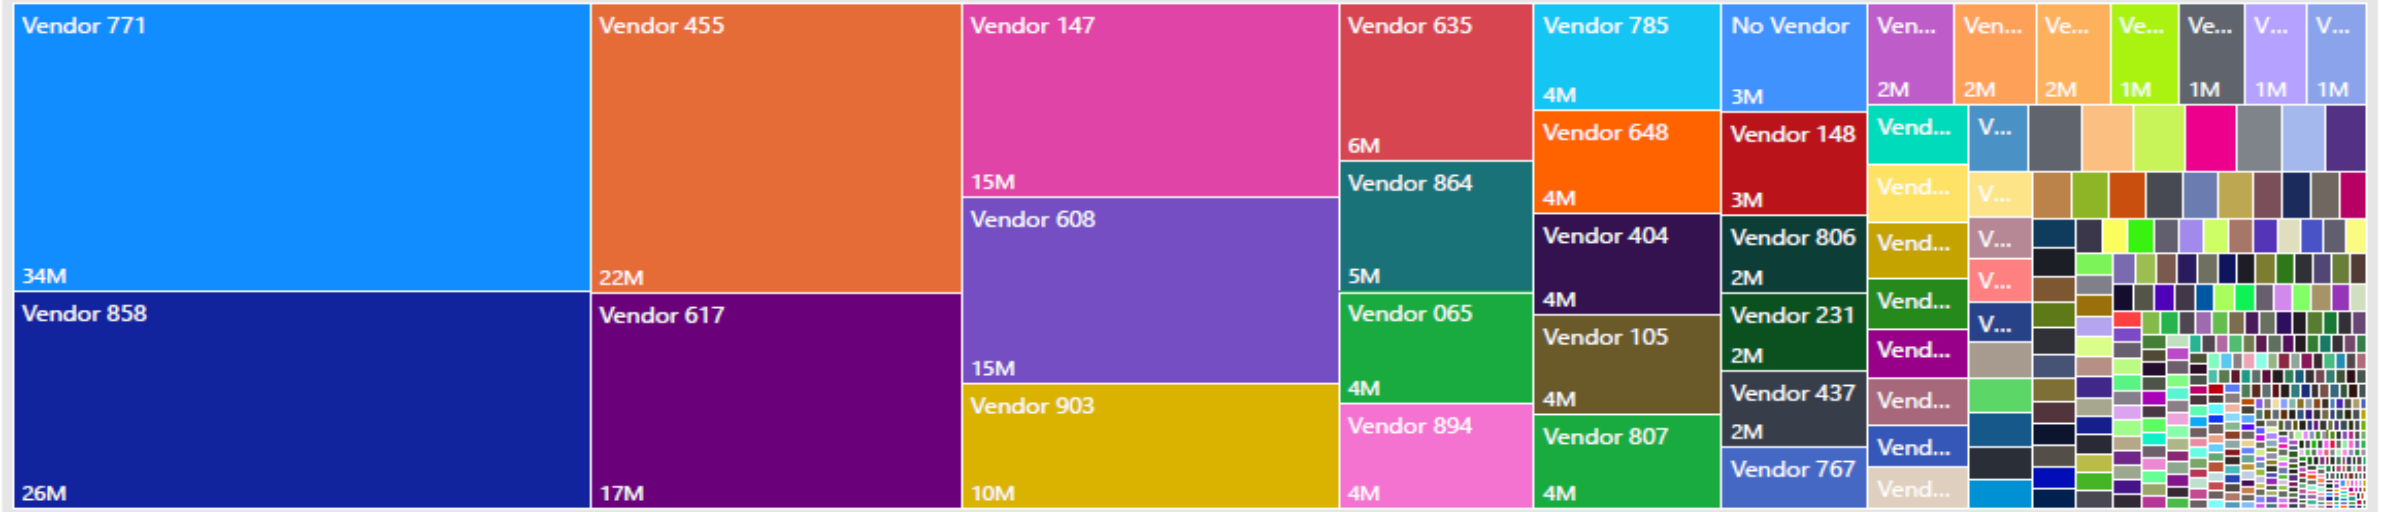 Vendor 771
34M
Vendor 858
26M
Vendor 455
22M
Vendor 617
17M
Vendor 147
15M
Vendor 608
15M
Vendor 903
10M
Vendor 635
6M
Vendor 864
5M
Vendor 065
4M
Vendor 894
4M
Vendor 785
4M
Vendor 648
4M
Vendor 404
4M
Vendor 105
4M
Vendor 807
4M
No Vendor
3M
Vendor 148
3M
Vendor 806
2M
Vendor 231
2M
Vendor 437
2M
Vendor 767
Ven...
2M
Ven...
2M
Ve...
2M
Ve...
1M
Ve...
1M
V...
1M
V...
1M
Vend...
Vend...
Vend...
Vend...
Vend...
Vend...
Vend...
Vend...
V...
V...
V...
V...
V...